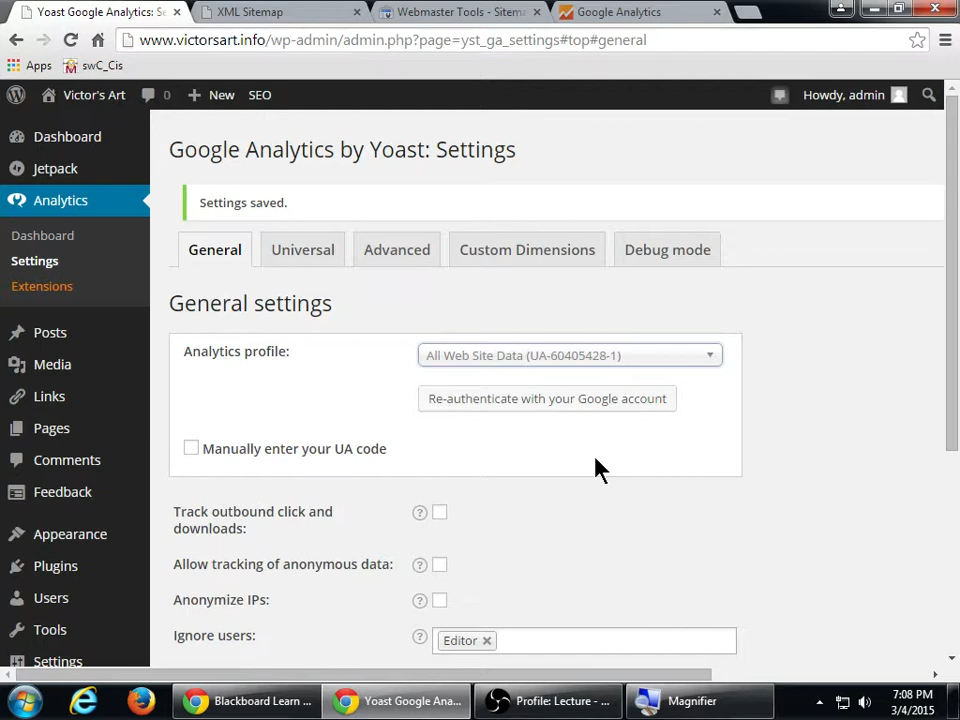 Yoast Google Analytics: Se
XML Sitemap
Webmaster Tools - Sitema
Google Analytics
www.victorsart.info/wp-admin/admin.php?page=yst_ga_settings#top#general
Apps
swC_Cis
Victor's Art
0
New
SEO
Howdy, admin
Dashboard
Jetpack
Analytics
Dashboard
Settings
Extensions
Posts
Media
Links
Pages
Comments
Feedback
Appearance
Plugins
Users
Tools
Settings
Google Analytics by Yoast: Settings
Settings saved.
General
Universal
Advanced
Custom Dimensions
Debug mode
General settings
Analytics profile:
All Web Site Data (UA-60405428-1)
Re-authenticate with your Google account
Manually enter your UA code
Track outbound click and
downloads:
?
Allow tracking of anonymous data:
?
Anonymize IPs:
?
Ignore users:
?
Editor
Blackboard Learn ...
Yoast Google Ana...
Profile: Lecture - ...
Magnifier
7:08 PM
3/4/2015